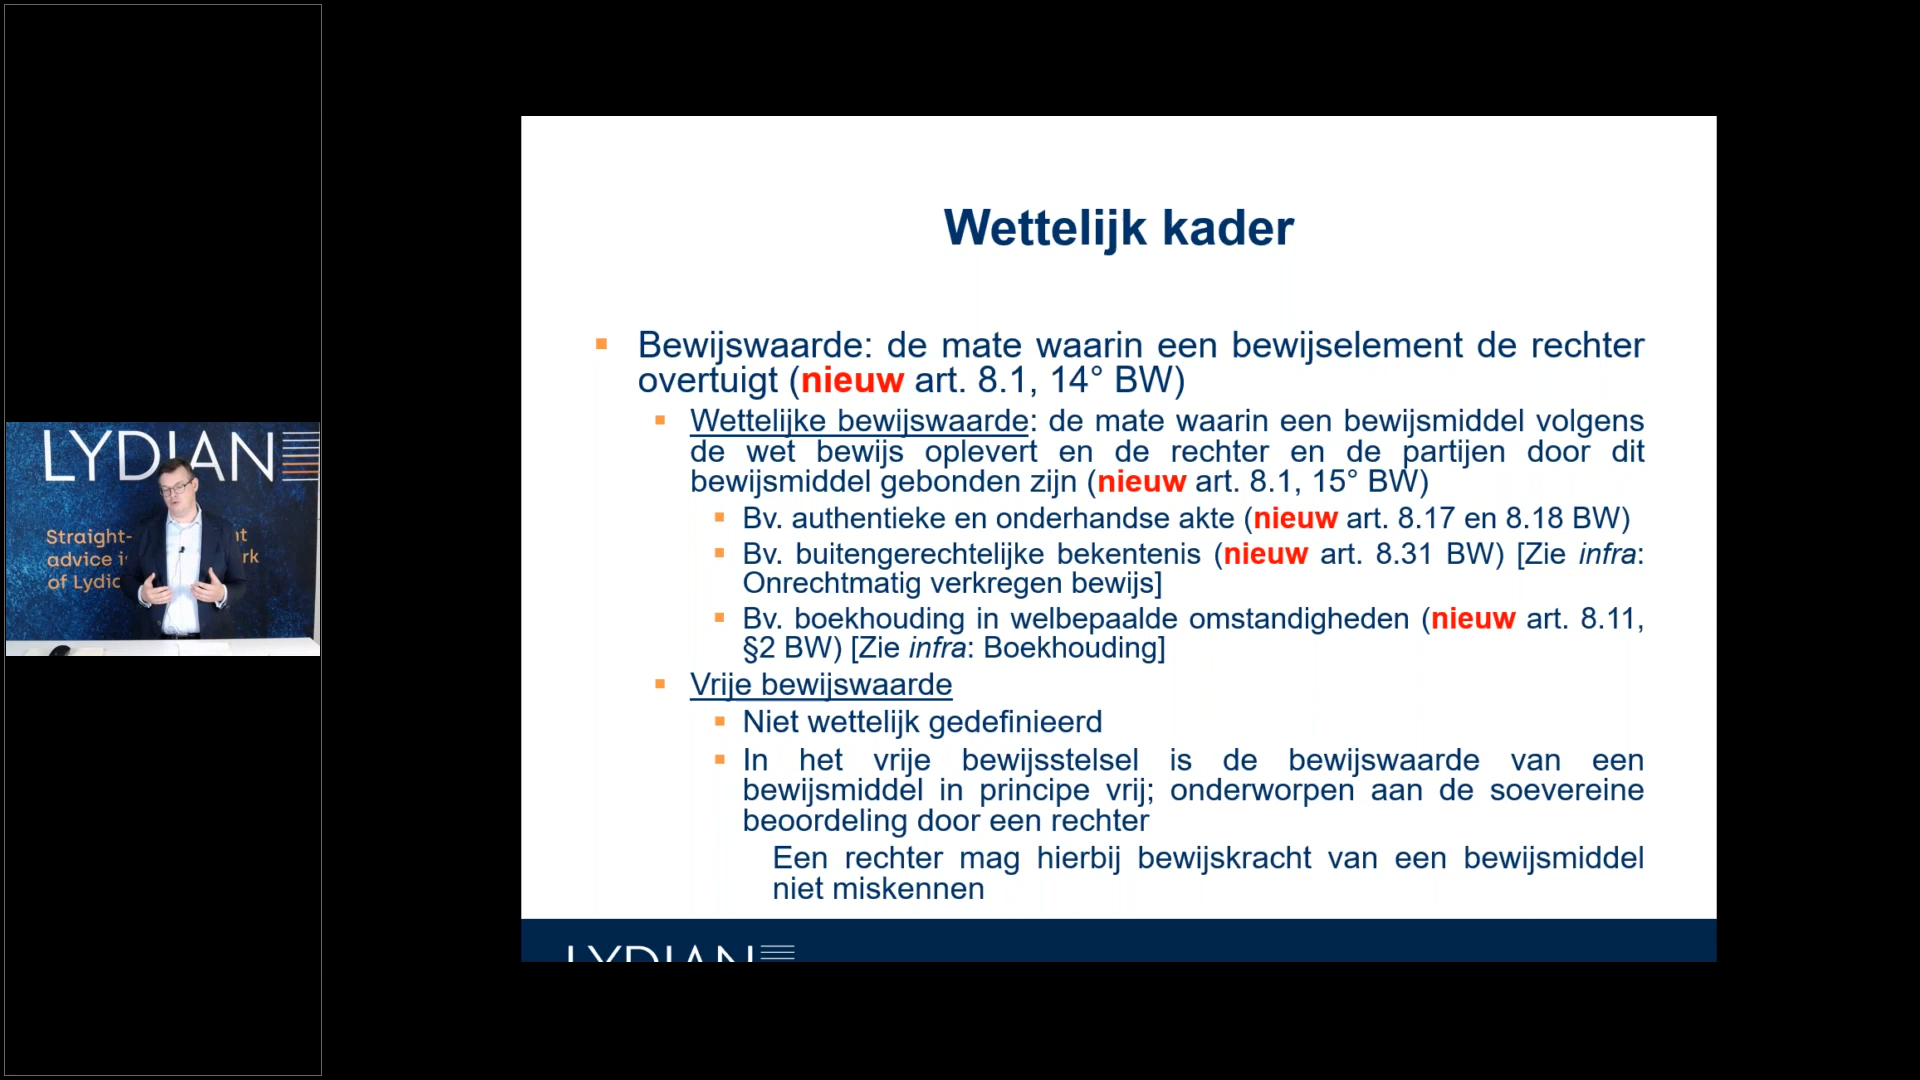 LYDIAN
Straight-
advice i
of Lydia
Wettelijk kader
Bewijswaarde: de mate waarin een bewijselement de rechter
overtuigt (nieuw art. 8.1, 14° BW)
Wettelijke bewijswaarde: de mate waarin een bewijsmiddel volgens
de wet bewijs oplevert en de rechter en de partijen door dit
bewijsmiddel gebonden zijn (nieuw art. 8.1, 15° BW)
Bv. authentieke en onderhandse akte (nieuw art. 8.17 en 8.18 BW)
Bv. buitengerechtelijke bekentenis (nieuw art. 8.31 BW) [Zie infra:
Onrechtmatig verkregen bewijs]
Bv. boekhouding in welbepaalde omstandigheden (nieuw art. 8.11,
§2 BW) [Zie infra: Boekhouding]
Vrije bewijswaarde
Niet wettelijk gedefinieerd
In het vrije bewijsstelsel is de bewijswaarde van een
bewijsmiddel in principe vrij; onderworpen aan de soevereine
beoordeling door een rechter
Een rechter mag hierbij bewijskracht van een bewijsmiddel
niet miskennen
LYDIAN